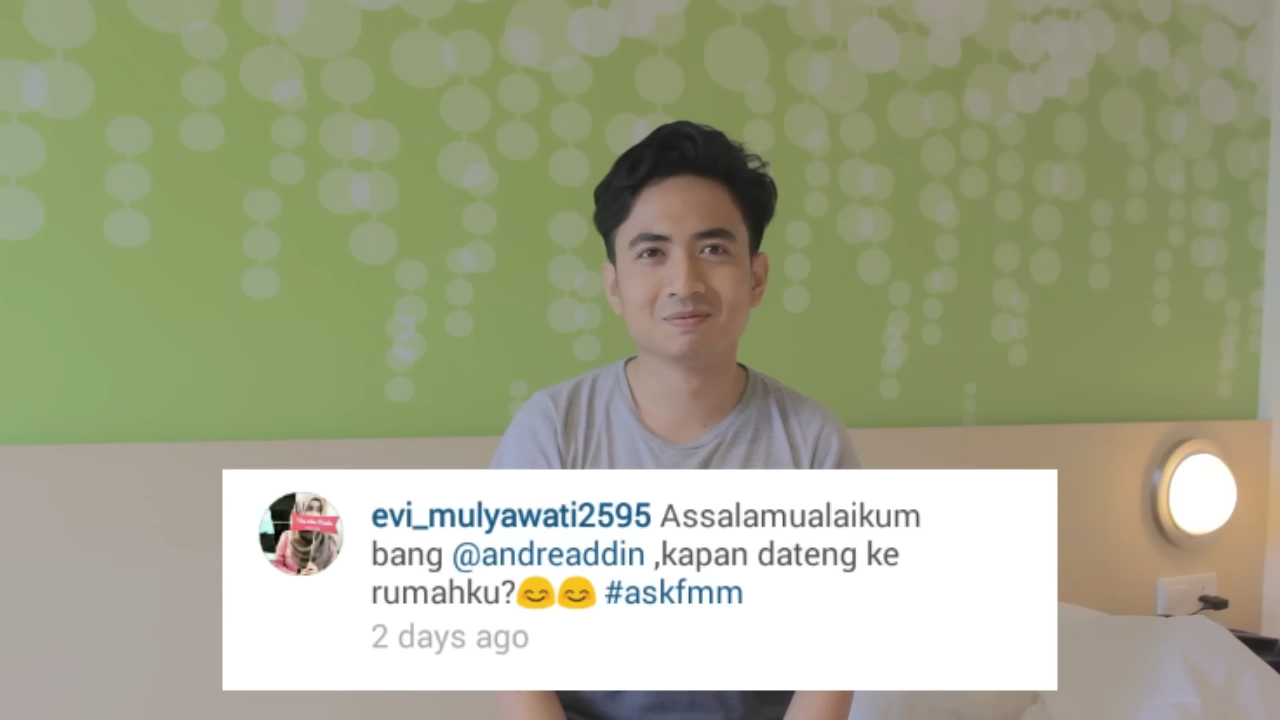 evi_mulyawati2595 Assalamualaikum
bang @andreaddin ,kapan dateng ke
rumahku?😊😊 #askfmm
2 days ago